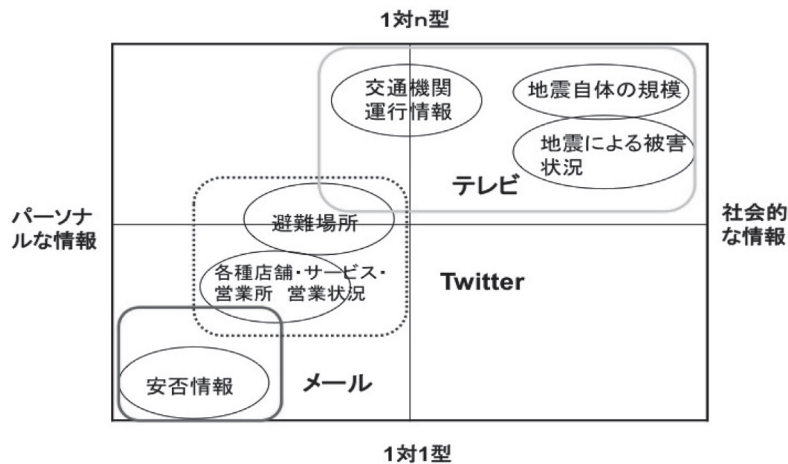 1対n型
交通機関
運行情報
地震自体の規模
地震による被害
状況
テレビ
パーソナ
ルな情報
社会的
な情報
避難場所
各種店舗・サービス・
営業所 営業状況
Twitter
安否情報
メール
1対1型